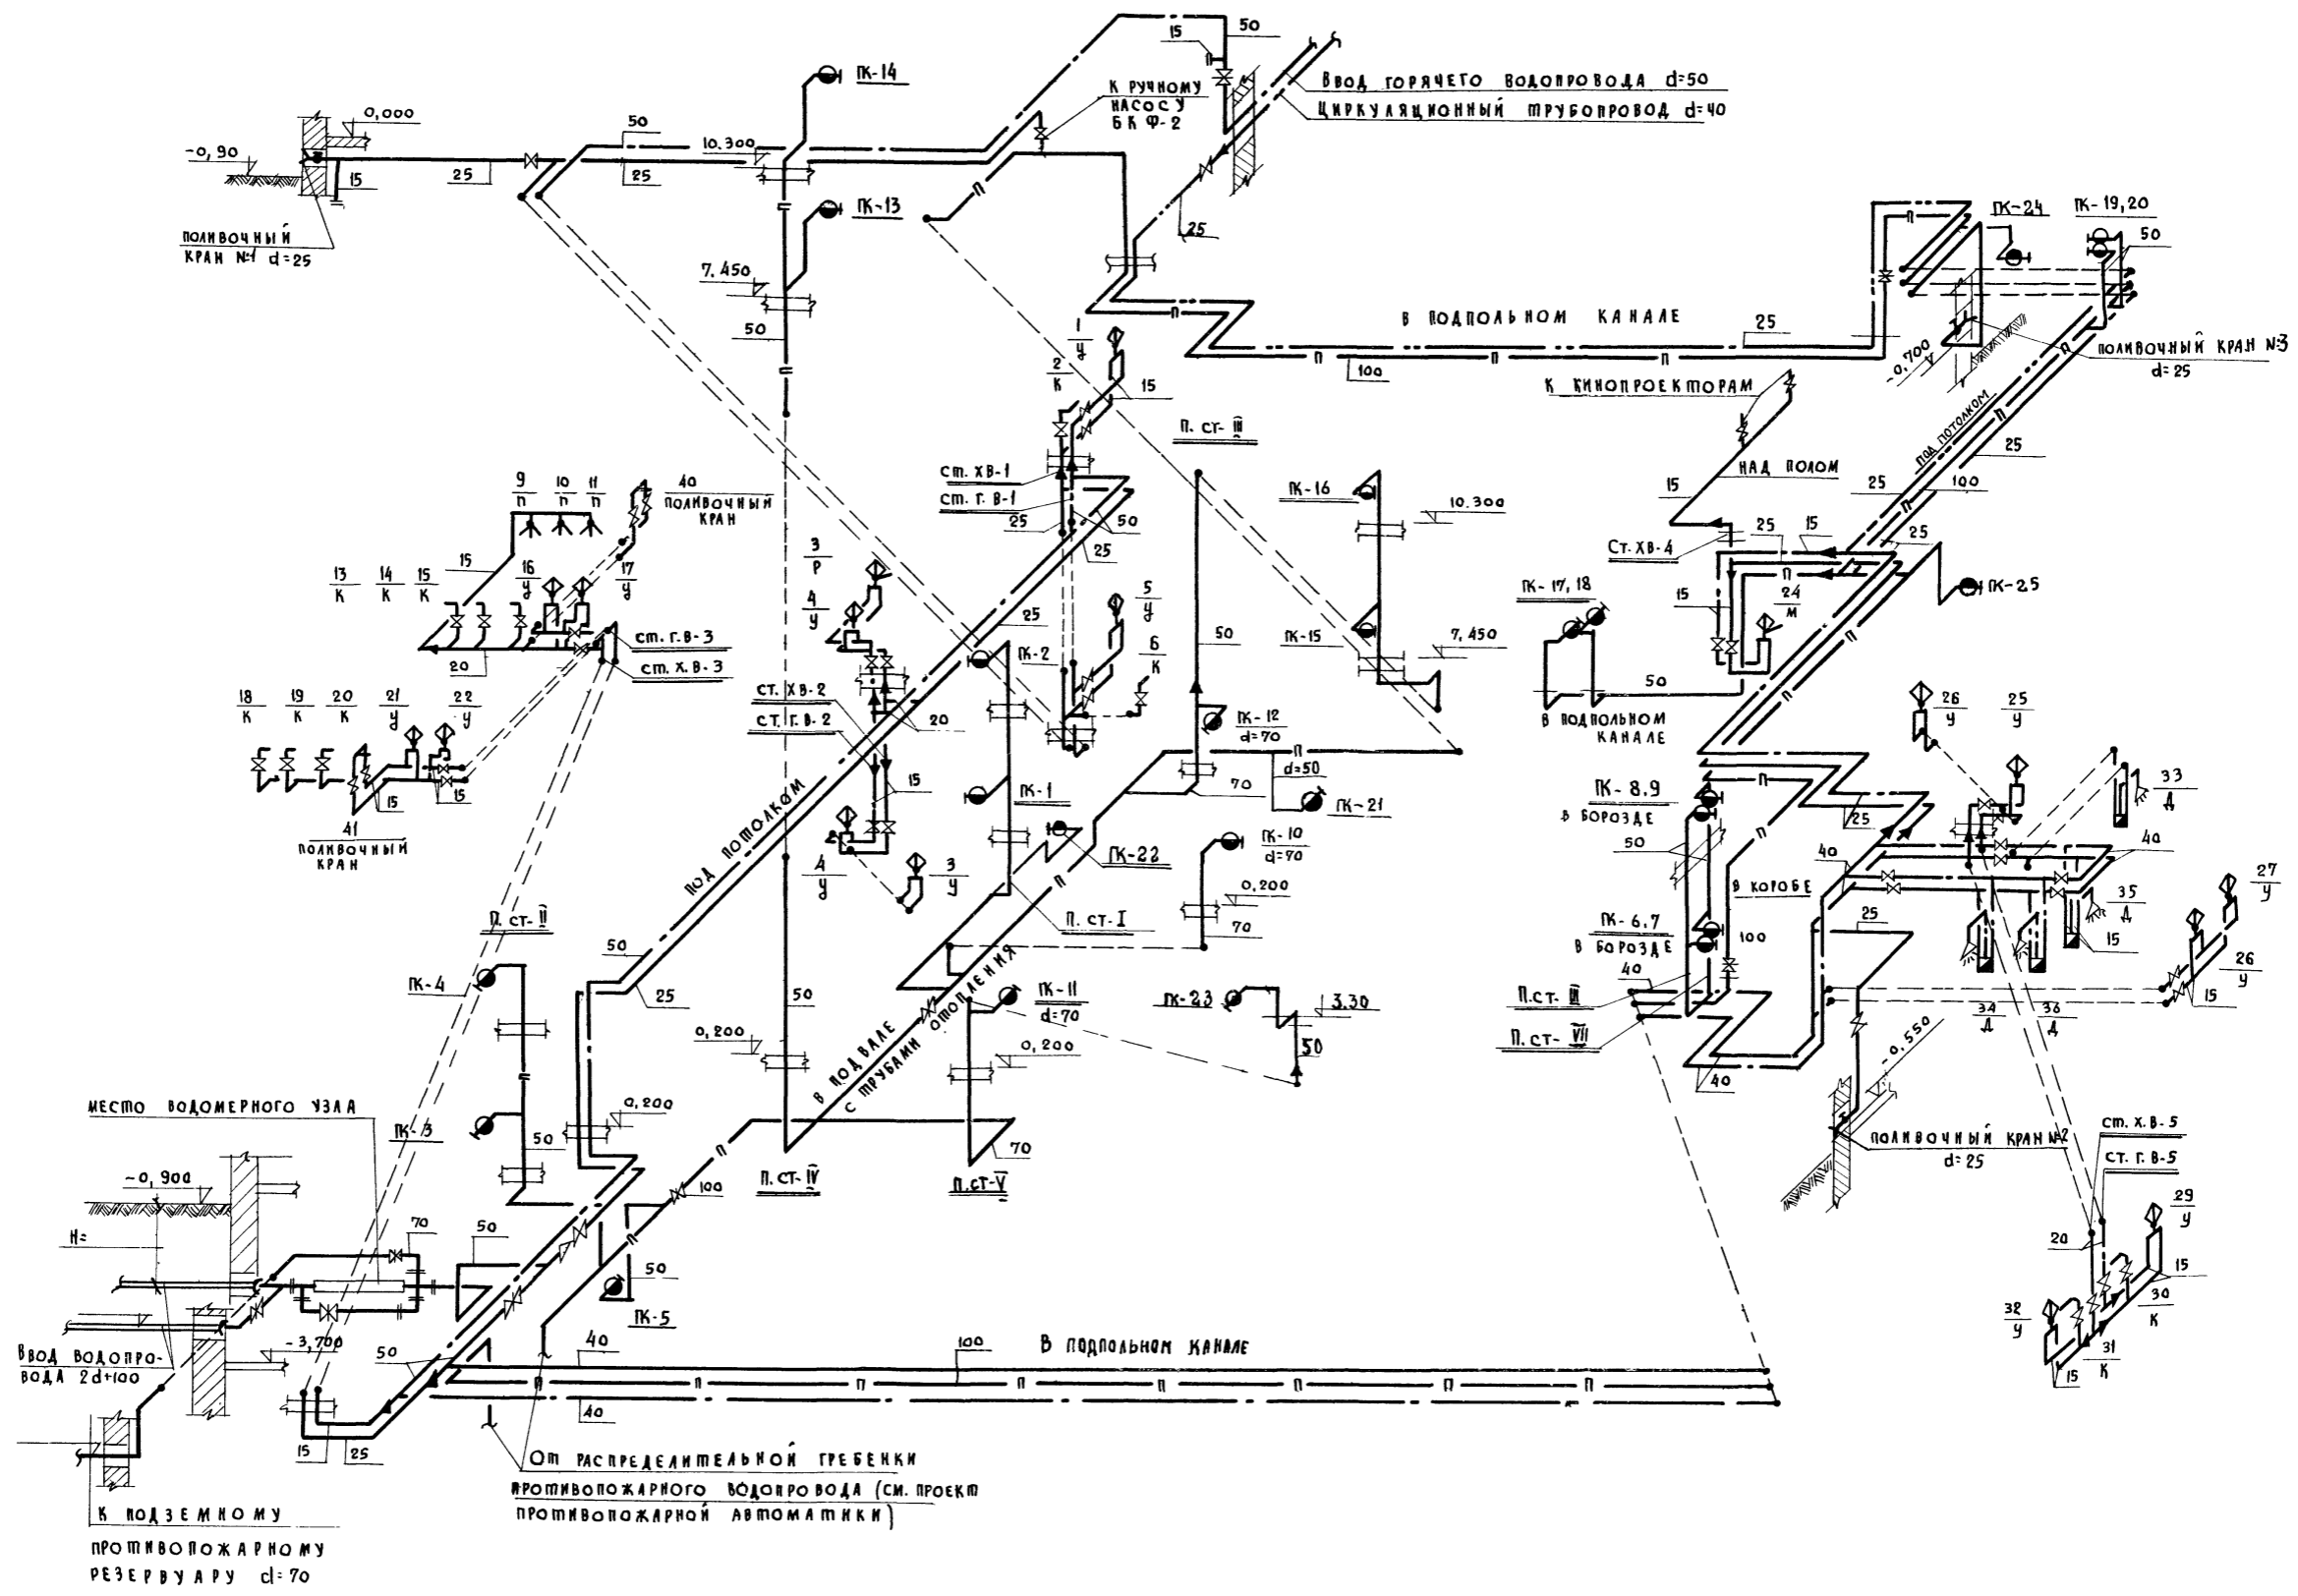 ПК-14
50
15
ВВОД ГОРЯЧЕГО ВОДОПРОВОДА d=50
ЦИРКУЛЯЦИОННЫЙ ТРУБОПРОВОД d=40
К РУЧНОМУ
НАСОСУ
БКФ-2
0,000
-0,90
50
10.300
15
25
25
ПОЛИВОЧНЫЙ
КРАН №1 d=25
ПК-13
25
7,450
50
ПК-24
ПК-19,20
50
В ПОДПОЛЬНОМ КАНАЛЕ
25
100
-0,700
ПОЛИВОЧНЫЙ КРАН №3
d=25
К КИНОПРОЕКТОРАМ
ПОД ПОТОЛКОМ
25
НАД ПОЛОМ
15
25
100
1
У
2
К
15
П. СТ-III
СТ. ХВ-1
СТ. Г. В-1
25
50
25
ПК-16
10.300
9
П
10
П
11
П
40
ПОЛИВОЧНЫЙ
КРАН
15
13
К
14
К
15
К
16
У
17
У
20
СТ. Г.В-3
СТ. Х.В-3
3
Р
4
У
25
5
У
6
К
50
ПК-15
7,450
СТ. ХВ-4
25
15
25
ПК-25
ПК-17,18
15
24
М
50
В ПОДПОЛЬНОМ
КАНАЛЕ
18
К
19
К
20
К
21
У
22
У
15
15
41
ПОЛИВОЧНЫЙ
КРАН
СТ. ХВ-2
СТ. Г.В-2
20
15
ПК-2
ПК-1
ПК-12
d=70
d=50
70
ПК-21
ПК-10
d=70
ПК-22
4
У
3
У
ПОД ПОТОЛКОМ
0,200
70
П. СТ-I
26
У
25
У
33
Д
ПК-8,9
В БОРОЗДЕ
50
25
40
40
В КОРОБЕ
35
Д
27
У
25
15
ПК-6,7
В БОРОЗДЕ
100
40
26
У
15
34
Д
36
Д
П.СТ-III
П.СТ-VII
40
-0,550
ПОЛИВОЧНЫЙ КРАН №2
d=25
П.СТ-II
ПК-4
50
25
50
0,200
ПК-11
d=70
0,200
ПК-23
3.30
50
В ПОДВАЛЕ
С ТРУБАМИ ОТОПЛЕНИЯ
МЕСТО ВОДОМЕРНОГО УЗЛА
ПК-3
50
0,200
70
П.СТ-IV
П.СТ-V
100
-0,900
Н=
70
50
50
ПК-5
СТ. Х.В-5
СТ. Г.В-5
29
У
20
15
30
К
32
У
31
К
15
ВВОД ВОДОПРО-
ВОДА 2d+100
-3,700
50
40
100
В ПОДПОЛЬНОМ КАНАЛЕ
40
15
25
ОТ РАСПРЕДЕЛИТЕЛЬНОЙ ГРЕБЕНКИ
ПРОТИВОПОЖАРНОГО ВОДОПРОВОДА (СМ. ПРОЕКТ
ПРОТИВОПОЖАРНОЙ АВТОМАТИКИ)
К ПОДЗЕМНОМУ
ПРОТИВОПОЖАРНОМУ
РЕЗЕРВУАРУ d=70